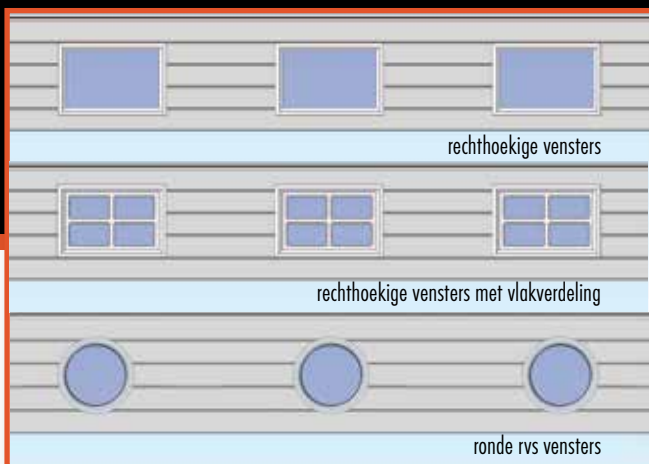 rechthoekige vensters
rechthoekige vensters met vlakverdeling
ronde rvs vensters